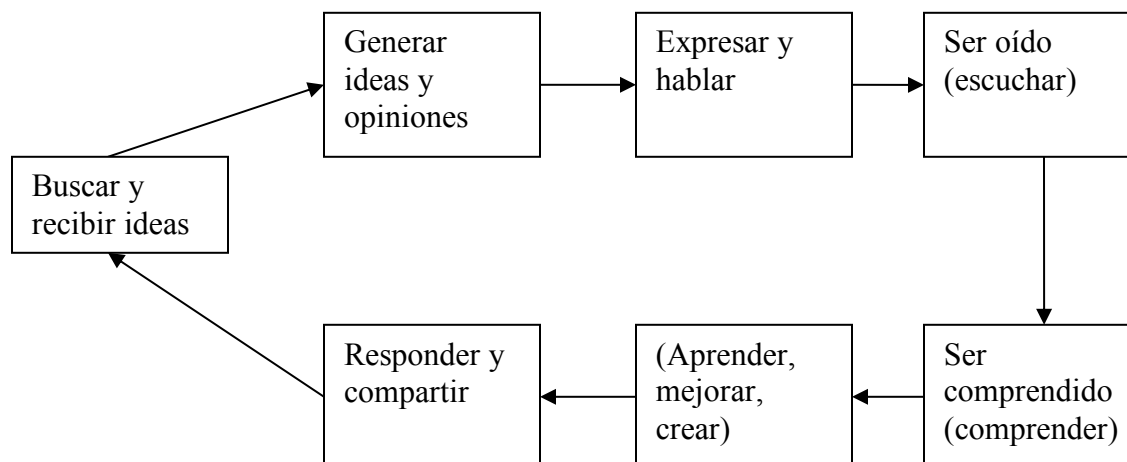 Generar
ideas y
opiniones
Expresar y
hablar
Ser oído
(escuchar)
Buscar y
recibir ideas
Responder y
compartir
(Aprender,
mejorar,
crear)
Ser
comprendido
(comprender)